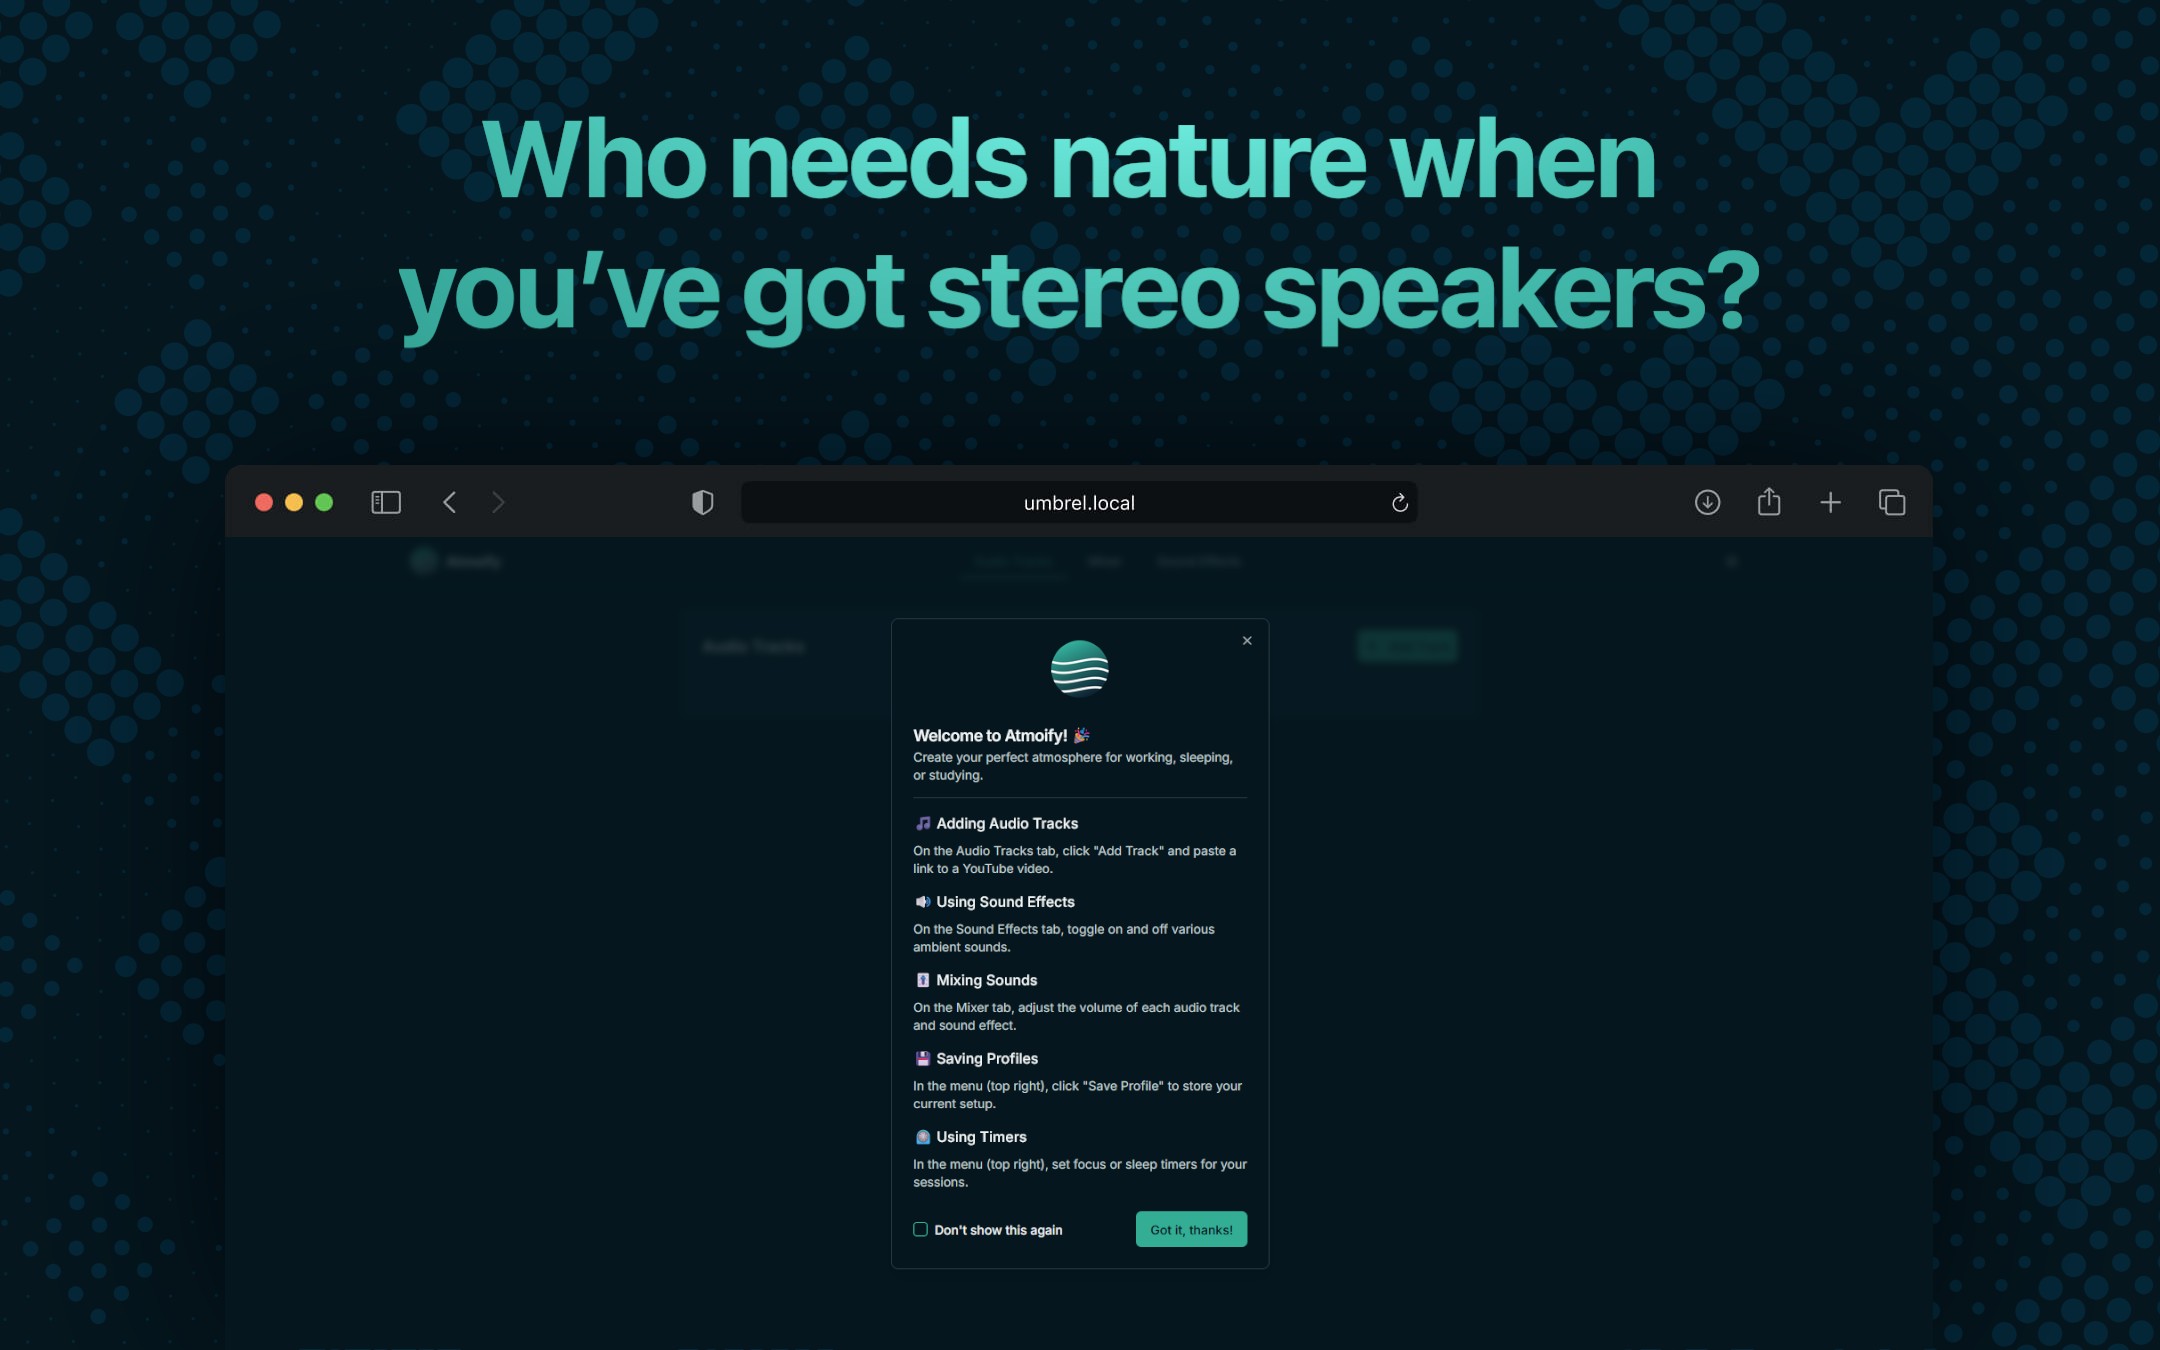 Who needs nature when
you’ve got stereo speakers?
umbrel.local
Atmoify
Sound Effects
Audio Tracks
Welcome to Atmoify! 🎉
Create your perfect atmosphere for working, sleeping,
or studying.
🎵 Adding Audio Tracks
On the Audio Tracks tab, click "Add Track" and paste a
link to a YouTube video.
🔊 Using Sound Effects
On the Sound Effects tab, toggle on and off various
ambient sounds.
🎚️ Mixing Sounds
On the Mixer tab, adjust the volume of each audio track
and sound effect.
💾 Saving Profiles
In the menu (top right), click "Save Profile" to store your
current setup.
⏲️ Using Timers
In the menu (top right), set focus or sleep timers for your
sessions.
Don't show this again
Got it, thanks!